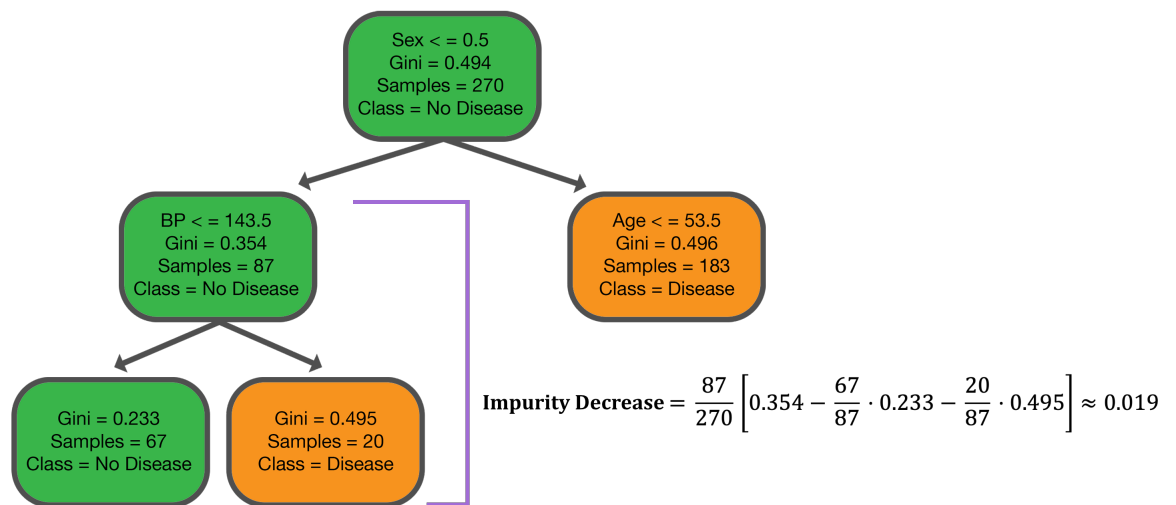 Sex < = 0.5
Gini = 0.494
Samples = 270
Class = No Disease
BP < = 143.5
Gini = 0.354
Samples = 87
Class = No Disease
Age < = 53.5
Gini = 0.496
Samples = 183
Class = Disease
Gini = 0.233
Samples = 67
Class = No Disease
Gini = 0.495
Samples = 20
Class = Disease
Impurity Decrease = 87/270 [0.354 − 67/87 · 0.233 − 20/87 · 0.495] ≈ 0.019